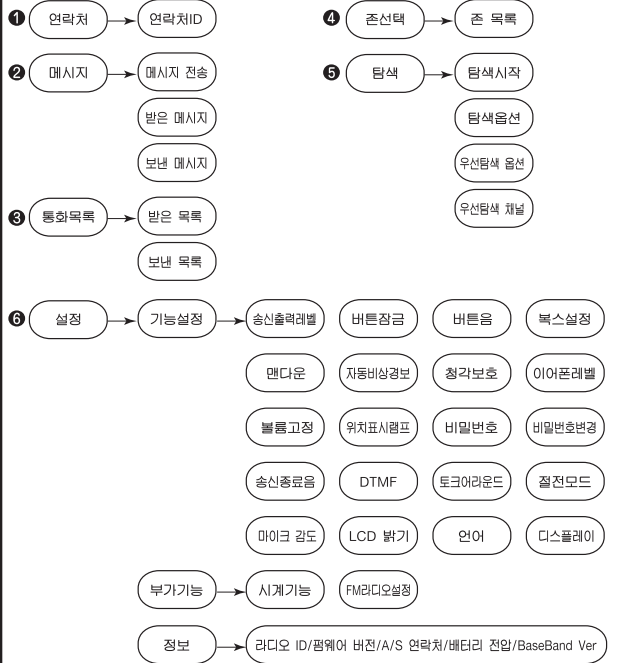 ❶ 연락처 연락처ID
❷ 메시지 메시지 전송
받은 메시지
보낸 메시지
❸ 통화목록 받은 목록
보낸 목록
❹ 존선택 존 목록
❺ 탐색 탐색시작
탐색옵션
우선탐색 옵션
우선탐색 채널
❻ 설정 기능설정 송신출력레벨 버튼잠금 버튼음 복스설정
맨다운 자동비상경보 청각보호 이어폰레벨
볼륨고정 위치표시램프 비밀번호 비밀번호변경
송신종료음 DTMF 토크어라운드 절전모드
마이크 감도 LCD 밝기 언어 디스플레이
부가기능 시계기능 FM라디오설정
정보 라디오 ID/펌웨어 버전/A/S 연락처/배터리 전압/BaseBand Ver